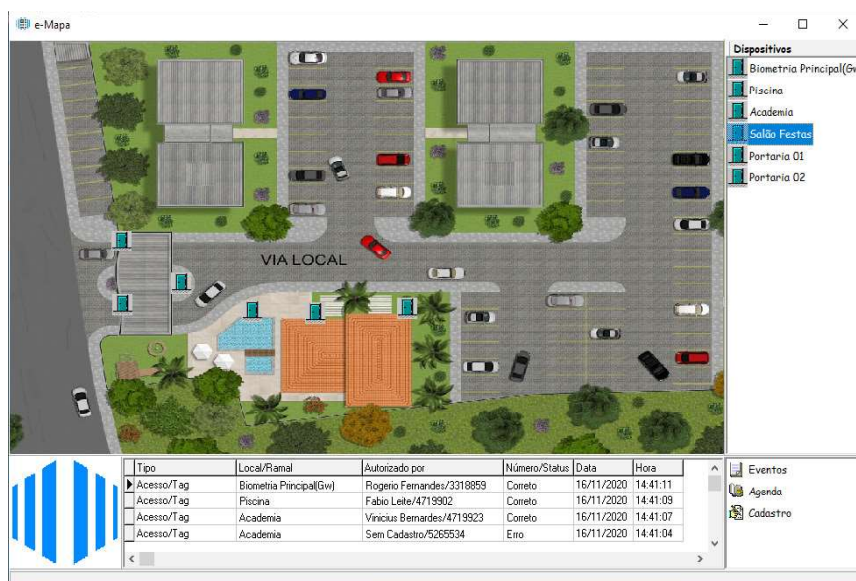 e-Mapa
Dispositivos
Biometria Principal(Gw
Piscina
Academia
Salão Festas
Portaria 01
Portaria 02
VIA LOCAL
Tipo Local/Ramal Autorizado por Número/Status Data Hora
Acesso/Tag Biometria Principal(Gw) Rogerio Fernandes/3318859 Correto 16/11/2020 14:41:11
Acesso/Tag Piscina Fabio Leite/4719902 Correto 16/11/2020 14:41:09
Acesso/Tag Academia Vinicius Bernardes/4719923 Correto 16/11/2020 14:41:07
Acesso/Tag Academia Sem Cadastro/5265534 Erro 16/11/2020 14:41:04
Eventos
Agenda
Cadastro